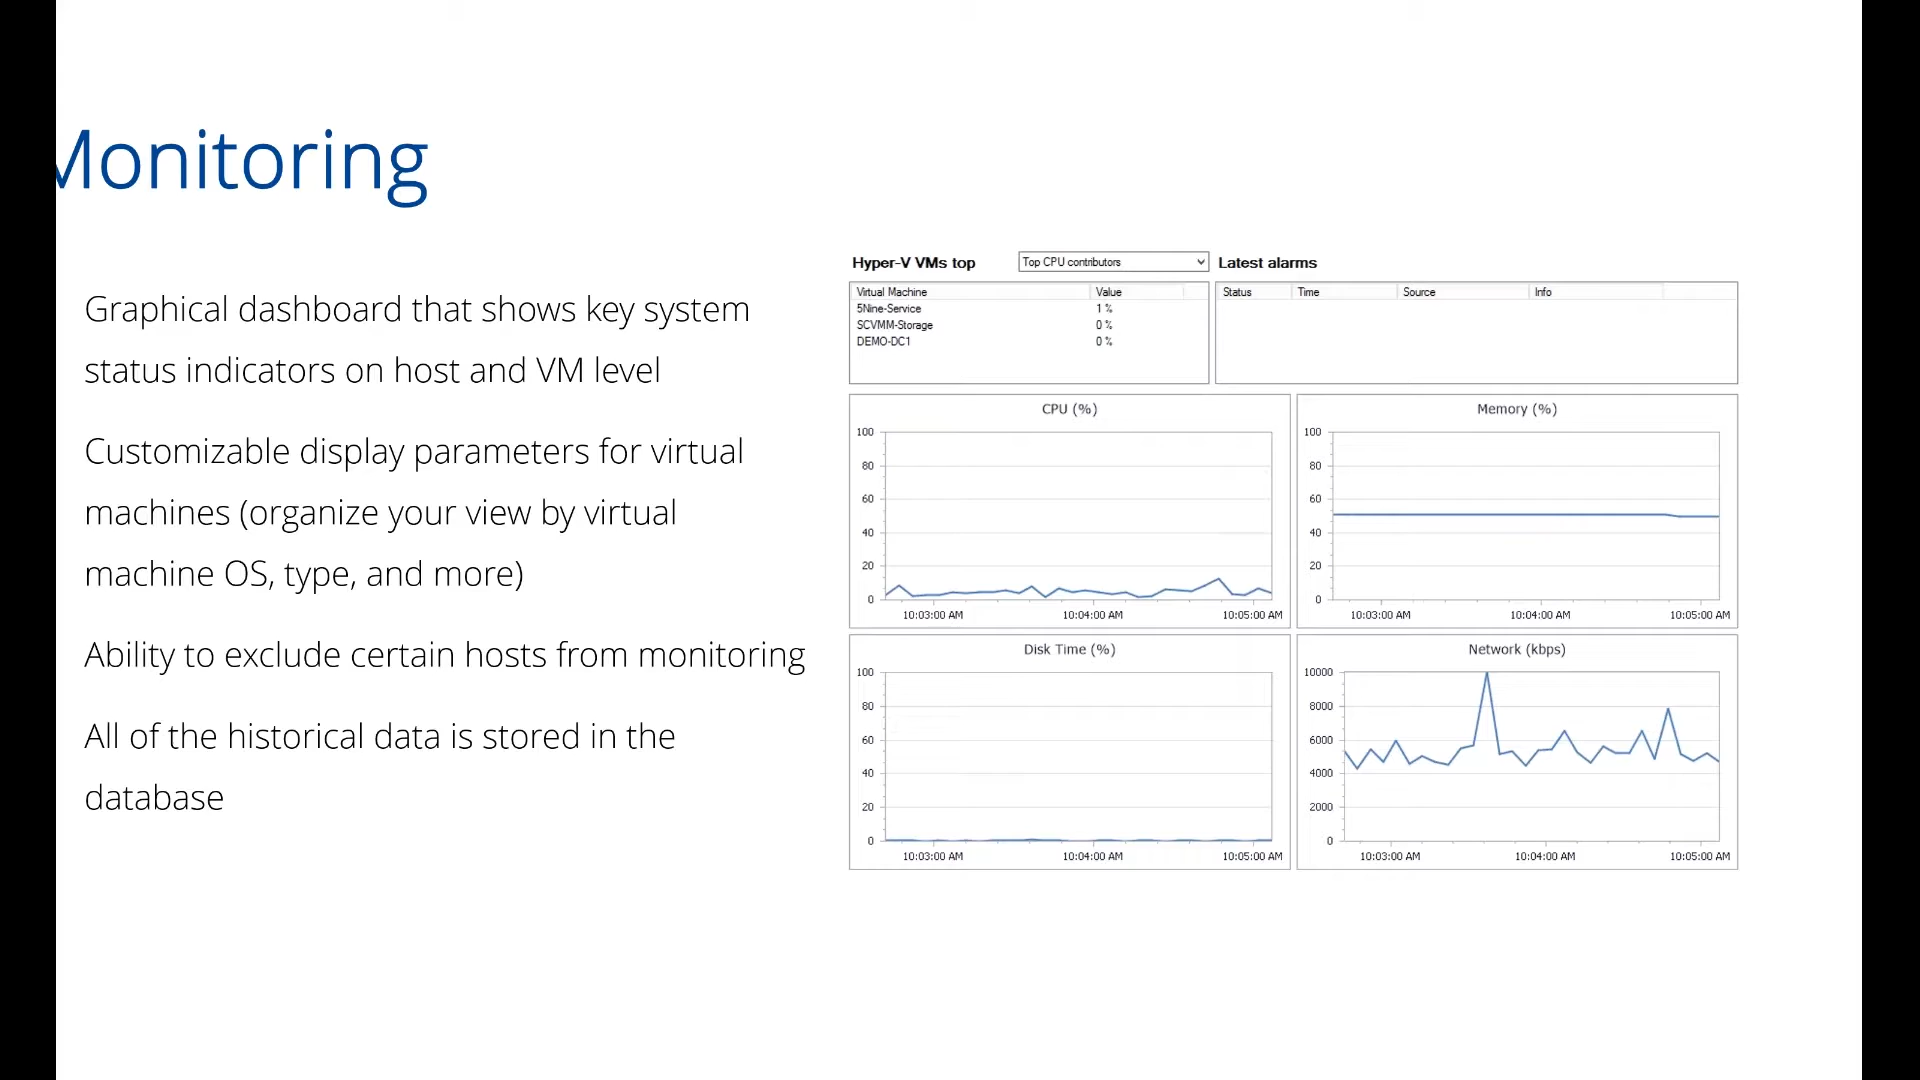 Monitoring
Graphical dashboard that shows key system
status indicators on host and VM level
Customizable display parameters for virtual
machines (organize your view by virtual
machine OS, type, and more)
Ability to exclude certain hosts from monitoring
All of the historical data is stored in the
database
Hyper-V VMs top
Top CPU contributors
Virtual Machine Value
5Nine-Service 1 %
SCVMM-Storage 0 %
DEMO-DC1 0 %
Latest alarms
Status Time Source Info
CPU (%)
100
80
60
40
20
0
10:03:00 AM 10:04:00 AM 10:05:00 AM
Memory (%)
100
80
60
40
20
0
10:03:00 AM 10:04:00 AM 10:05:00 AM
Disk Time (%)
100
80
60
40
20
0
10:03:00 AM 10:04:00 AM 10:05:00 AM
Network (kbps)
10000
8000
6000
4000
2000
0
10:03:00 AM 10:04:00 AM 10:05:00 AM